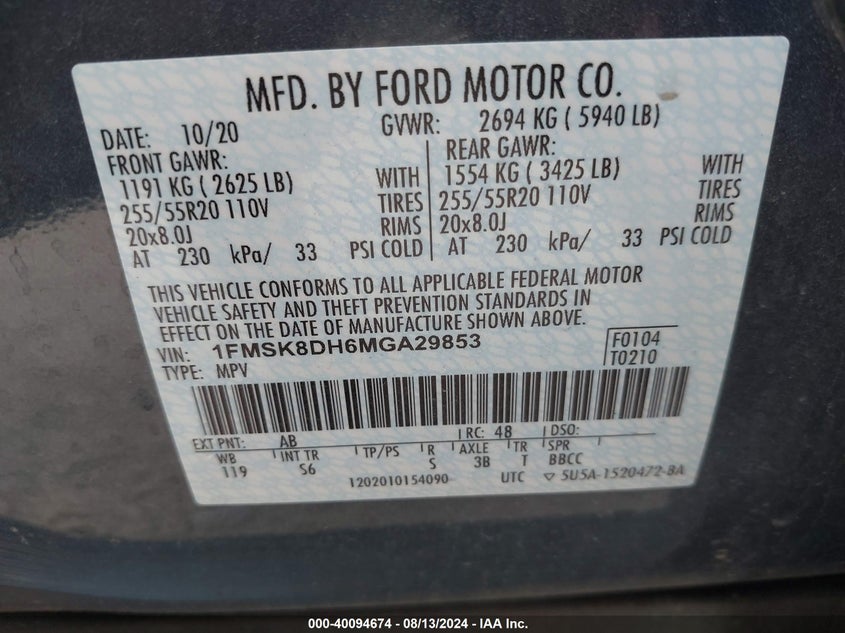 MFD. BY FORD MOTOR CO.
DATE: 10/20 GVWR: 2694 KG ( 5940 LB)
FRONT GAWR: REAR GAWR:
1191 KG ( 2625 LB) WITH 1554 KG ( 3425 LB) WITH
255/55R20 110V TIRES 255/55R20 110V TIRES
20x8.0J RIMS 20x8.0J RIMS
AT 230 kPa/ 33 PSI COLD AT 230 kPa/ 33 PSI COLD
THIS VEHICLE CONFORMS TO ALL APPLICABLE FEDERAL MOTOR
VEHICLE SAFETY AND THEFT PREVENTION STANDARDS IN
EFFECT ON THE DATE OF MANUFACTURE SHOWN ABOVE.
VIN: 1FMSK8DH6MGA29853 F0104
TYPE: MPV T0210
EXT PNT: AB RC: 48 DSO:
WB INT TR TP/PS R AXLE TR SPR
119 S6 S 3B T BBCC
1202010154090 UTC ▽ 5U5A-1520472-BA
000-40094674 - 08/13/2024 - IAA Inc.